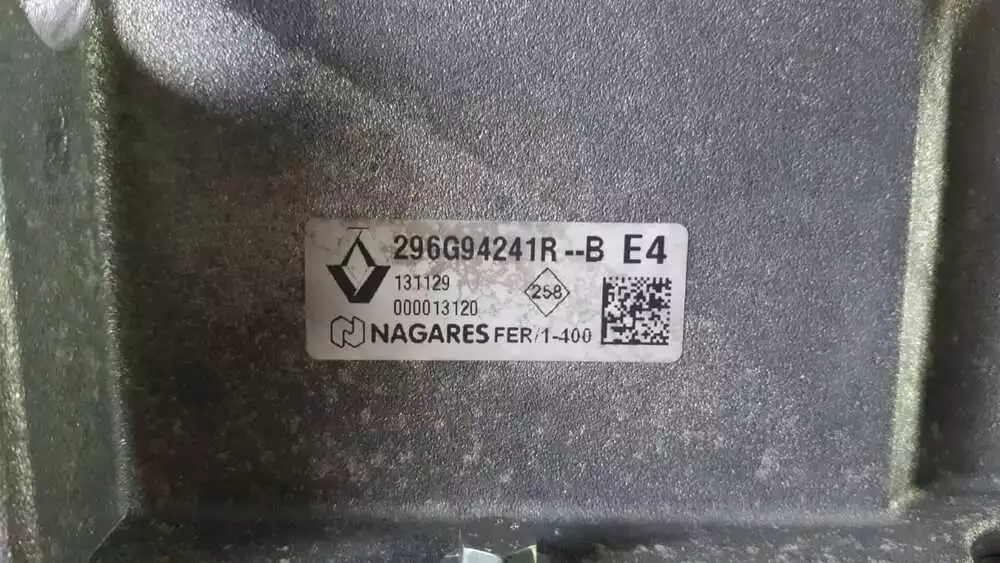 296G94241R--B E4
131129
258
000013120
NAGARES FER/1-400